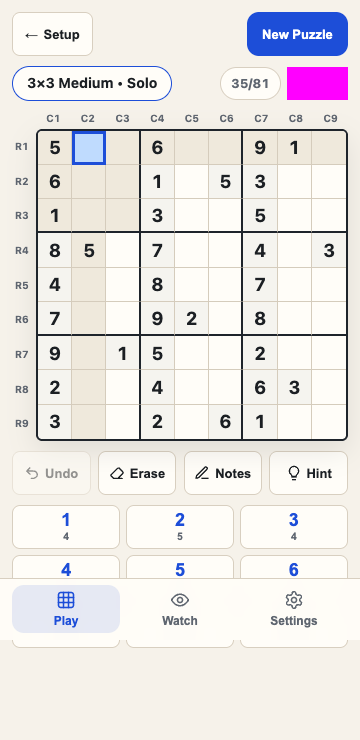 ← Setup
New Puzzle
3×3 Medium • Solo
35/81
C1 C2 C3 C4 C5 C6 C7 C8 C9
R1 5 6 9 1
R2 6 1 5 3
R3 1 3 5
R4 8 5 7 4 3
R5 4 8 7
R6 7 9 2 8
R7 9 1 5 2
R8 2 4 6 3
R9 3 2 6 1
Undo Erase Notes Hint
1 2 3
4 5 4
4 5 6
Play Watch Settings